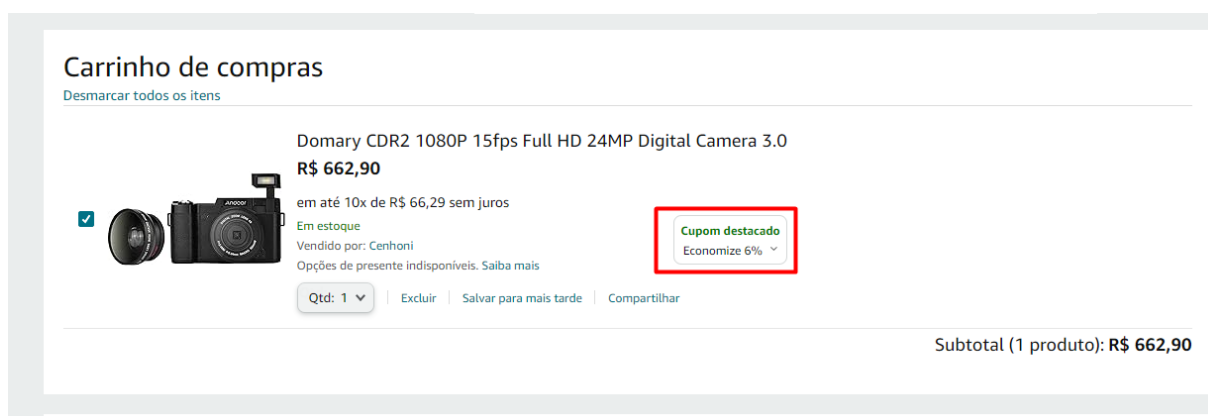 Carrinho de compras
Desmarcar todos os itens
Domary CDR2 1080P 15fps Full HD 24MP Digital Camera 3.0
R$ 662,90
em até 10x de R$ 66,29 sem juros
Em estoque
Vendido por: Cenhoni
Opções de presente indisponíveis. Saiba mais
Cupom destacado
Economize 6%
Qtd: 1
Excluir
Salvar para mais tarde
Compartilhar
Subtotal (1 produto): R$ 662,90